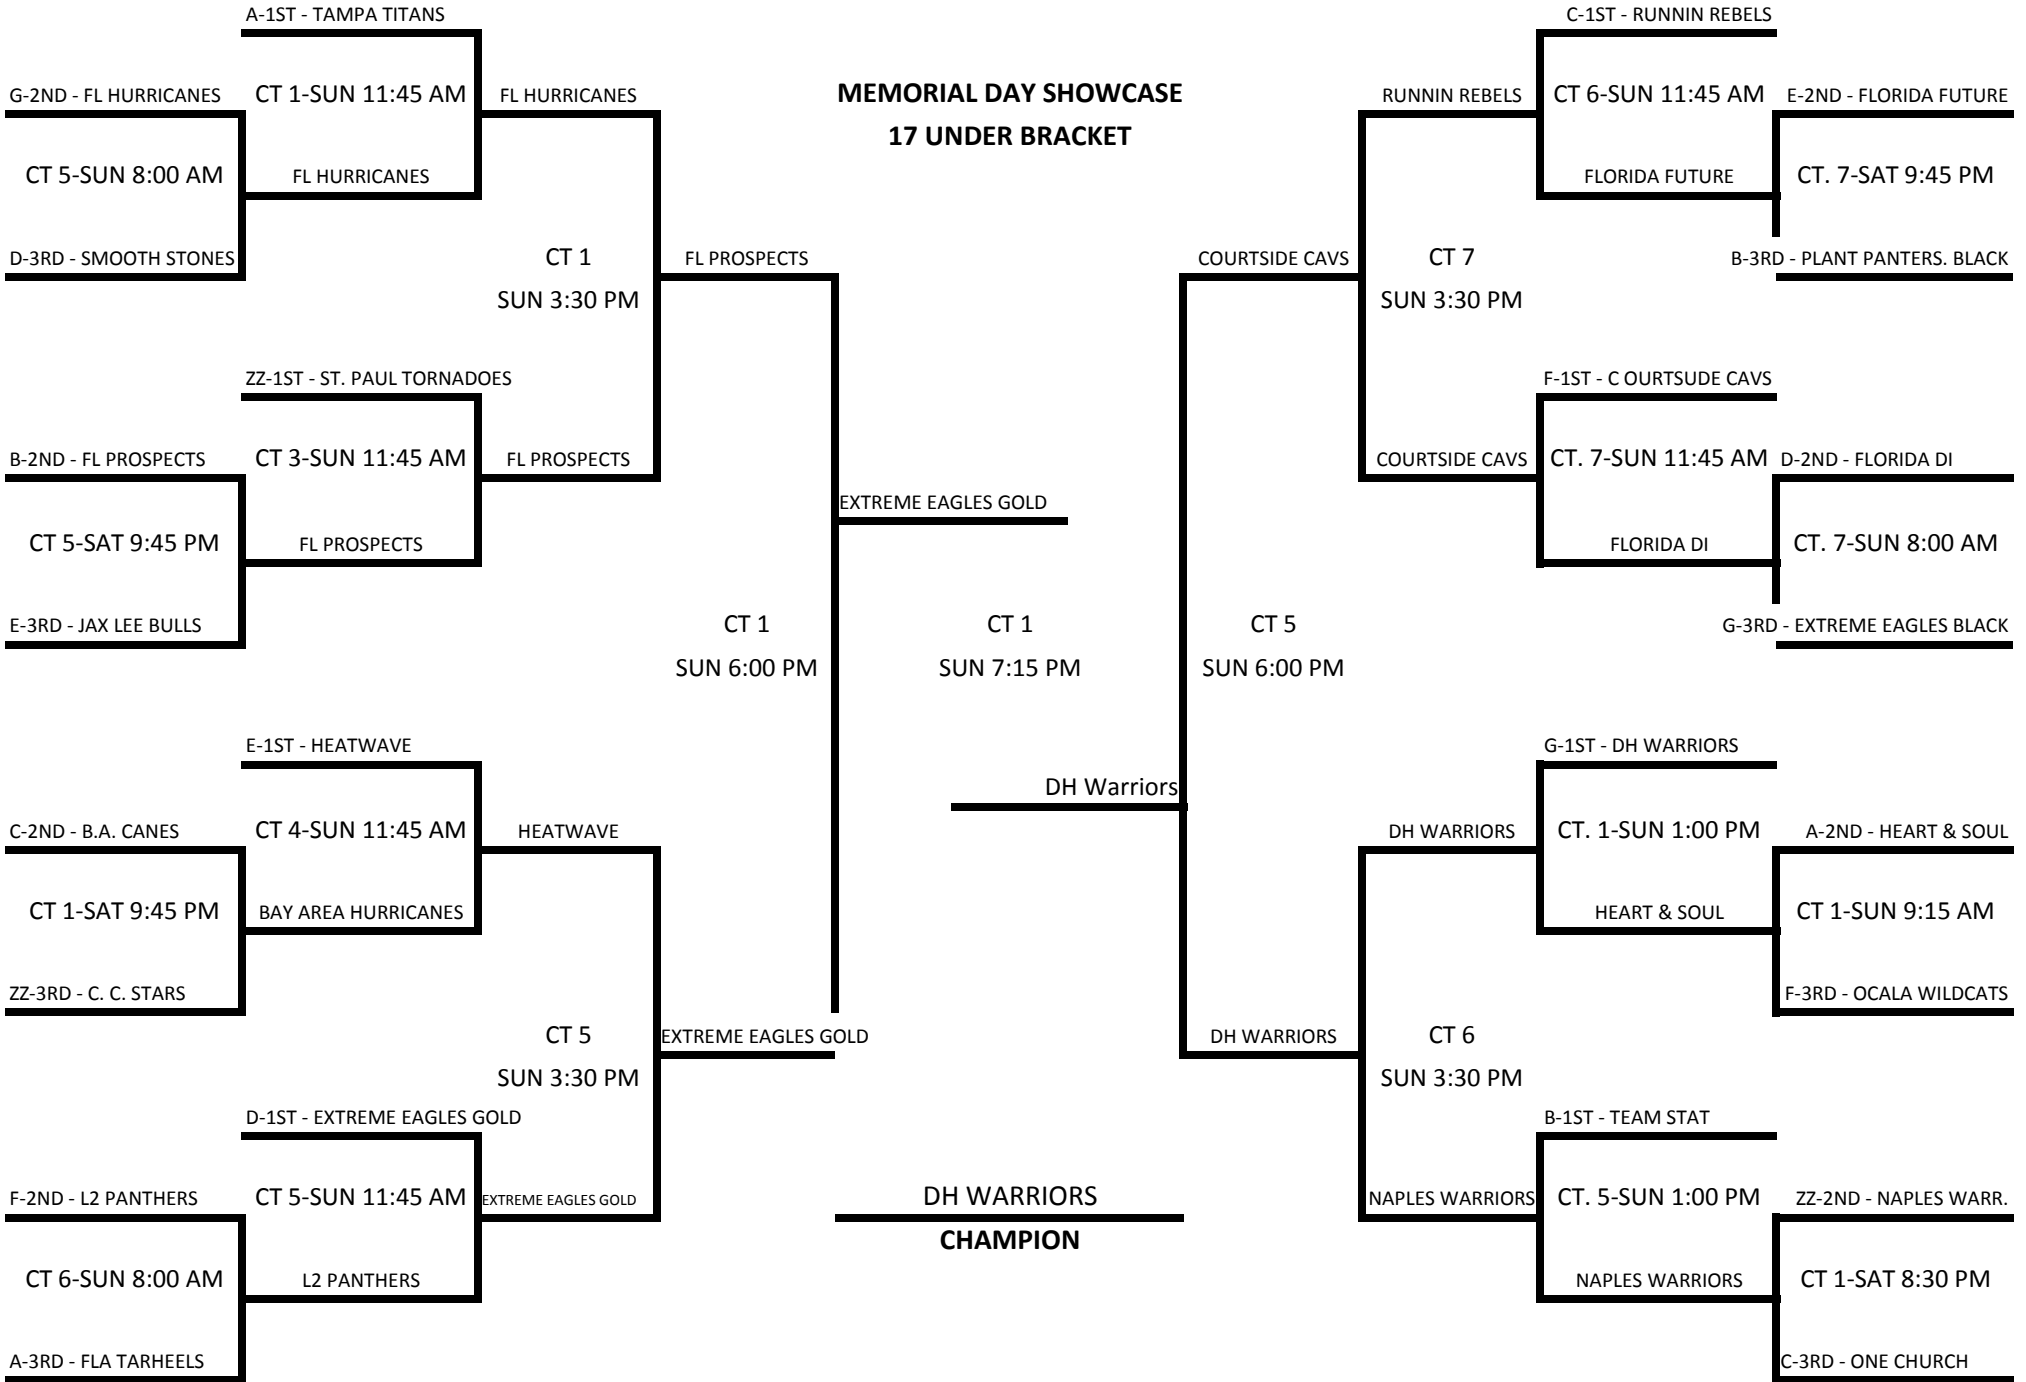 A-1ST - TAMPA TITANS
C-1ST - RUNNIN REBELS
G-2ND - FL HURRICANES
CT 1-SUN 11:45 AM
FL HURRICANES
MEMORIAL DAY SHOWCASE
RUNNIN REBELS
CT 6-SUN 11:45 AM
E-2ND - FLORIDA FUTURE
17 UNDER BRACKET
CT 5-SUN 8:00 AM
FL HURRICANES
FLORIDA FUTURE
CT. 7-SAT 9:45 PM
D-3RD - SMOOTH STONES
CT 1
FL PROSPECTS
COURTSIDE CAVS
CT 7
B-3RD - PLANT PANTERS. BLACK
SUN 3:30 PM
SUN 3:30 PM
ZZ-1ST - ST. PAUL TORNADOES
F-1ST - C OURTSUDE CAVS
B-2ND - FL PROSPECTS
CT 3-SUN 11:45 AM
FL PROSPECTS
COURTSIDE CAVS
CT. 7-SUN 11:45 AM
D-2ND - FLORIDA DI
EXTREME EAGLES GOLD
CT 5-SAT 9:45 PM
FL PROSPECTS
FLORIDA DI
CT. 7-SUN 8:00 AM
E-3RD - JAX LEE BULLS
CT 1
CT 1
CT 5
G-3RD - EXTREME EAGLES BLACK
SUN 6:00 PM
SUN 7:15 PM
SUN 6:00 PM
E-1ST - HEATWAVE
G-1ST - DH WARRIORS
DH Warriors
C-2ND - B.A. CANES
CT 4-SUN 11:45 AM
HEATWAVE
DH WARRIORS
CT. 1-SUN 1:00 PM
A-2ND - HEART & SOUL
CT 1-SAT 9:45 PM
BAY AREA HURRICANES
HEART & SOUL
CT 1-SUN 9:15 AM
ZZ-3RD - C. C. STARS
F-3RD - OCALA WILDCATS
CT 5
EXTREME EAGLES GOLD
DH WARRIORS
CT 6
SUN 3:30 PM
SUN 3:30 PM
D-1ST - EXTREME EAGLES GOLD
B-1ST - TEAM STAT
F-2ND - L2 PANTHERS
CT 5-SUN 11:45 AM
EXTREME EAGLES GOLD
DH WARRIORS
NAPLES WARRIORS
CT. 5-SUN 1:00 PM
ZZ-2ND - NAPLES WARR.
CHAMPION
CT 6-SUN 8:00 AM
L2 PANTHERS
NAPLES WARRIORS
CT 1-SAT 8:30 PM
A-3RD - FLA TARHEELS
C-3RD - ONE CHURCH